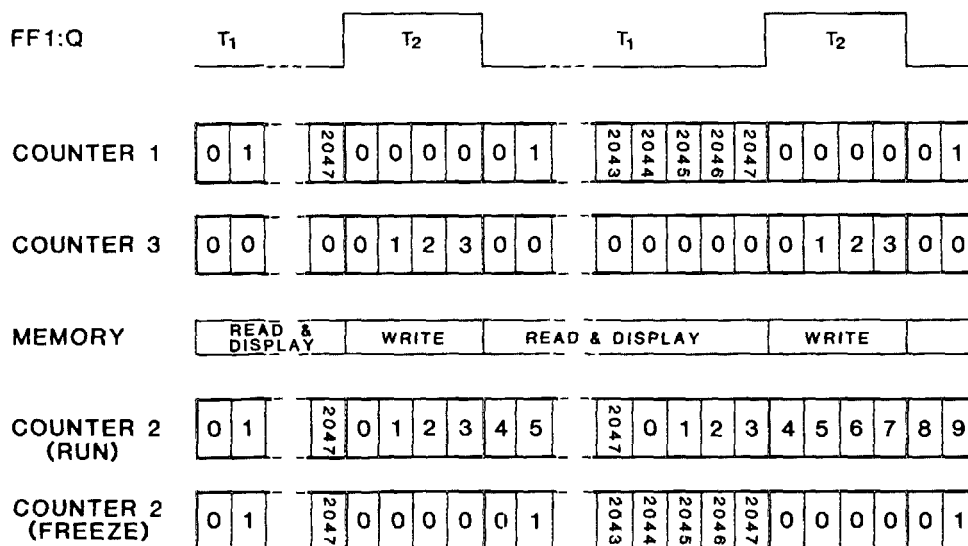 FF1:Q T₁ T₂ T₁ T₂
COUNTER 1 0 1 2047 0 0 0 0 0 1 2043 2044 2045 2046 2047 0 0 0 0 0 1
COUNTER 3 0 0 0 0 1 2 3 0 0 0 0 0 0 0 0 1 2 3 0 0
MEMORY READ & DISPLAY WRITE READ & DISPLAY WRITE
COUNTER 2 (RUN) 0 1 2047 0 1 2 3 4 5 2047 0 1 2 3 4 5 6 7 8 9
COUNTER 2 (FREEZE) 0 1 2047 0 0 0 0 0 1 2043 2044 2045 2046 2047 0 0 0 0 0 1